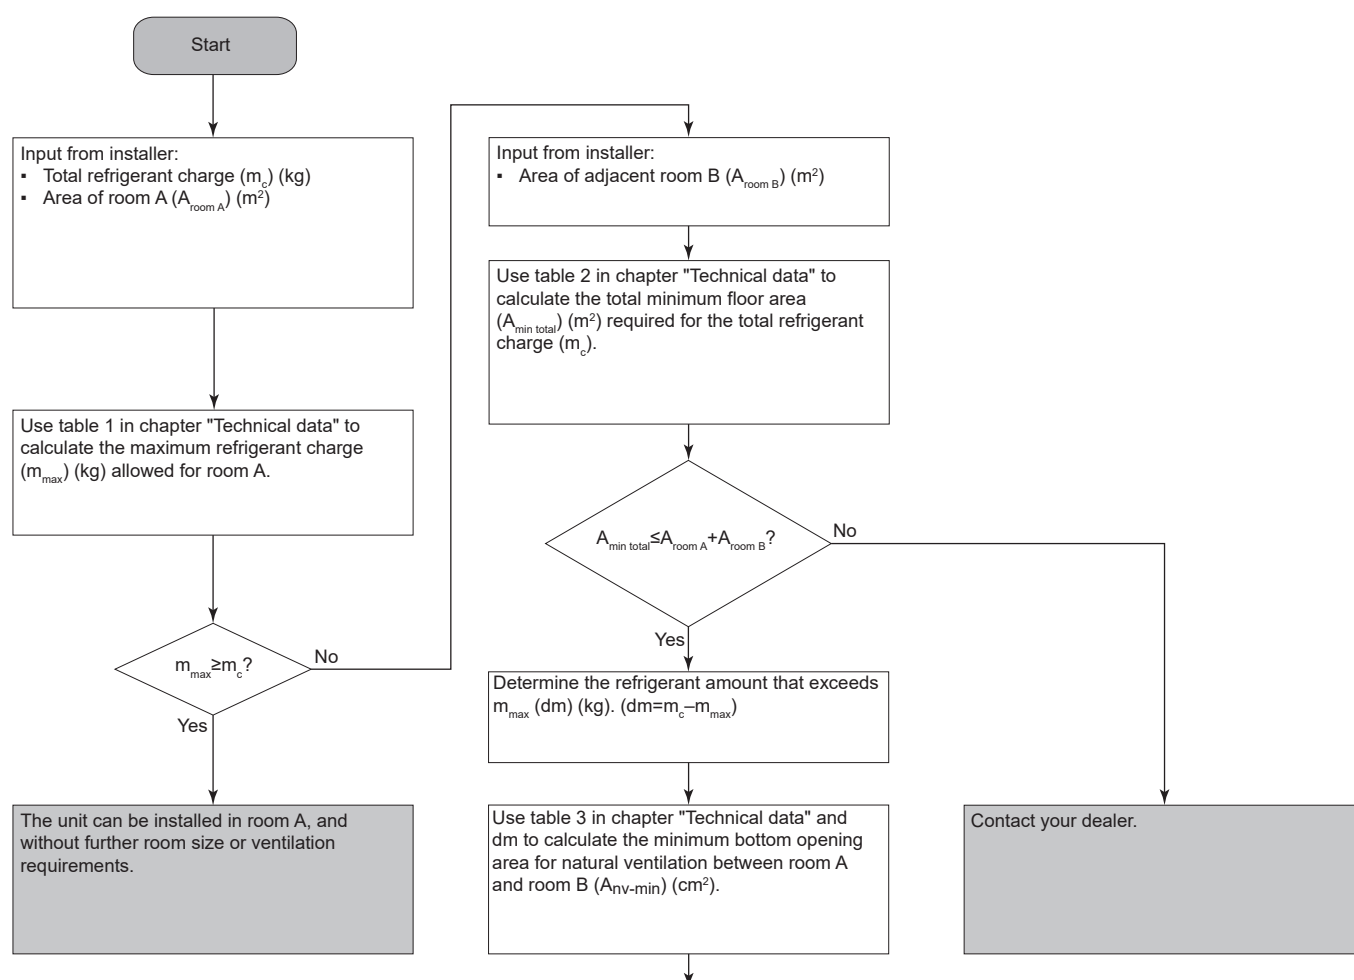 Start
Input from installer:
▪ Total refrigerant charge (mc) (kg)
▪ Area of room A (Aroom A) (m²)
Use table 1 in chapter "Technical data" to
calculate the maximum refrigerant charge
(mmax) (kg) allowed for room A.
mmax≥mc?
No
Yes
The unit can be installed in room A, and
without further room size or ventilation
requirements.
Input from installer:
▪ Area of adjacent room B (Aroom B) (m²)
Use table 2 in chapter "Technical data" to
calculate the total minimum floor area
(Amin total) (m²) required for the total refrigerant
charge (mc).
Amin total≤Aroom A+Aroom B?
No
Yes
Determine the refrigerant amount that exceeds
mmax (dm) (kg). (dm=mc–mmax)
Use table 3 in chapter "Technical data" and
dm to calculate the minimum bottom opening
area for natural ventilation between room A
and room B (Anv-min) (cm²).
Contact your dealer.